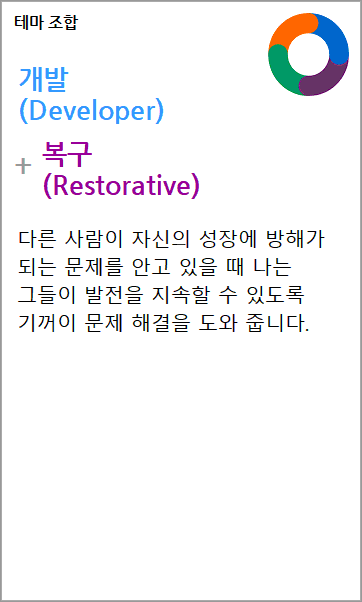 테마 조합
개발
(Developer)
+ 복구
(Restorative)
다른 사람이 자신의 성장에 방해가
되는 문제를 안고 있을 때 나는
그들이 발전을 지속할 수 있도록
기꺼이 문제 해결을 도와 줍니다.